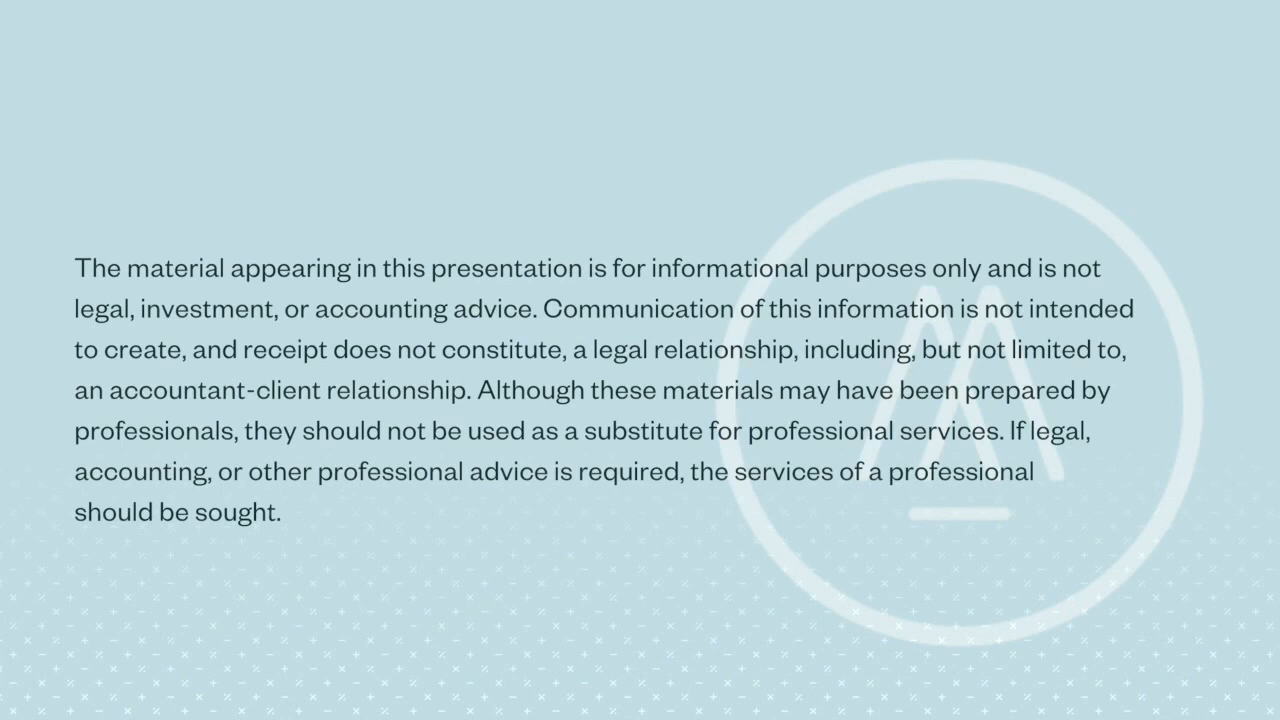 The material appearing in this presentation is for informational purposes only and is not
legal, investment, or accounting advice. Communication of this information is not intended
to create, and receipt does not constitute, a legal relationship, including, but not limited to,
an accountant-client relationship. Although these materials may have been prepared by
professionals, they should not be used as a substitute for professional services. If legal,
accounting, or other professional advice is required, the services of a professional
should be sought.